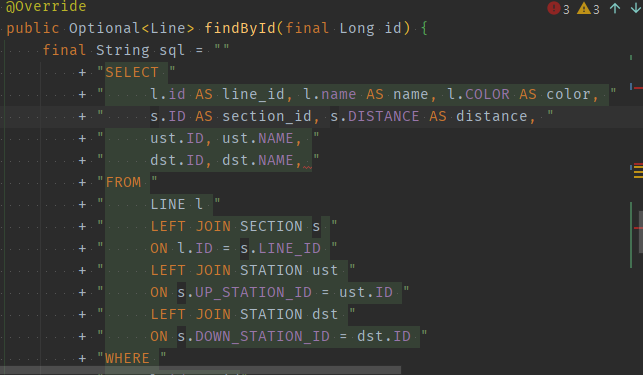 @Override
3 3
public Optional<Line> findById(final Long id) {
final String sql = ""
+ "SELECT "
+ "     l.id AS line_id, l.name AS name, l.COLOR AS color, "
+ "     s.ID AS section_id, s.DISTANCE AS distance, "
+ "     ust.ID, ust.NAME, "
+ "     dst.ID, dst.NAME, "
+ "FROM "
+ "     LINE l "
+ "     LEFT JOIN SECTION s "
+ "     ON l.ID = s.LINE_ID "
+ "     LEFT JOIN STATION ust "
+ "     ON s.UP_STATION_ID = ust.ID "
+ "     LEFT JOIN STATION dst "
+ "     ON s.DOWN_STATION_ID = dst.ID "
+ "WHERE "